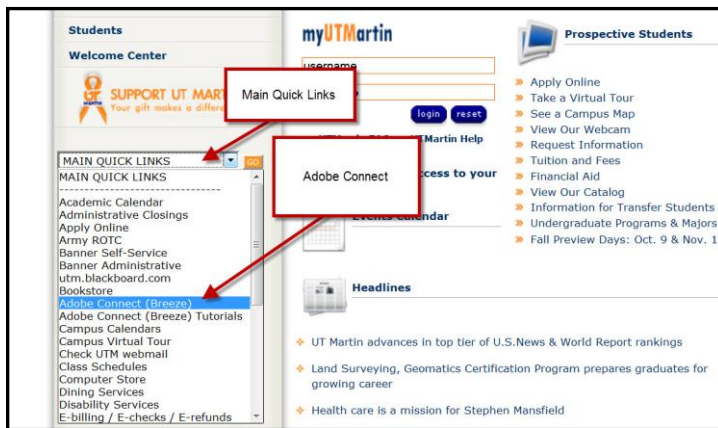 Students
Welcome Center
SUPPORT UT MART
Your gift makes a differe
MAIN QUICK LINKS
GO
MAIN QUICK LINKS
--------------------------------
Academic Calendar
Administrative Closings
Apply Online
Army ROTC
Banner Self-Service
Banner Administrative
utm.blackboard.com
Bookstore
Adobe Connect (Breeze)
Adobe Connect (Breeze) Tutorials
Campus Calendars
Campus Virtual Tour
Check UTM webmail
Class Schedules
Computer Store
Dining Services
Disability Services
E-billing / E-checks / E-refunds
Main Quick Links
Adobe Connect
myUTMartin
username
login reset
UTMartin Help
access to your
Events Calendar
Headlines
UT Martin advances in top tier of U.S.News & World Report rankings
Land Surveying, Geomatics Certification Program prepares graduates for
growing career
Health care is a mission for Stephen Mansfield
Prospective Students
Apply Online
Take a Virtual Tour
See a Campus Map
View Our Webcam
Request Information
Tuition and Fees
Financial Aid
View Our Catalog
Information for Transfer Students
Undergraduate Programs & Majors
Fall Preview Days: Oct. 9 & Nov. 1